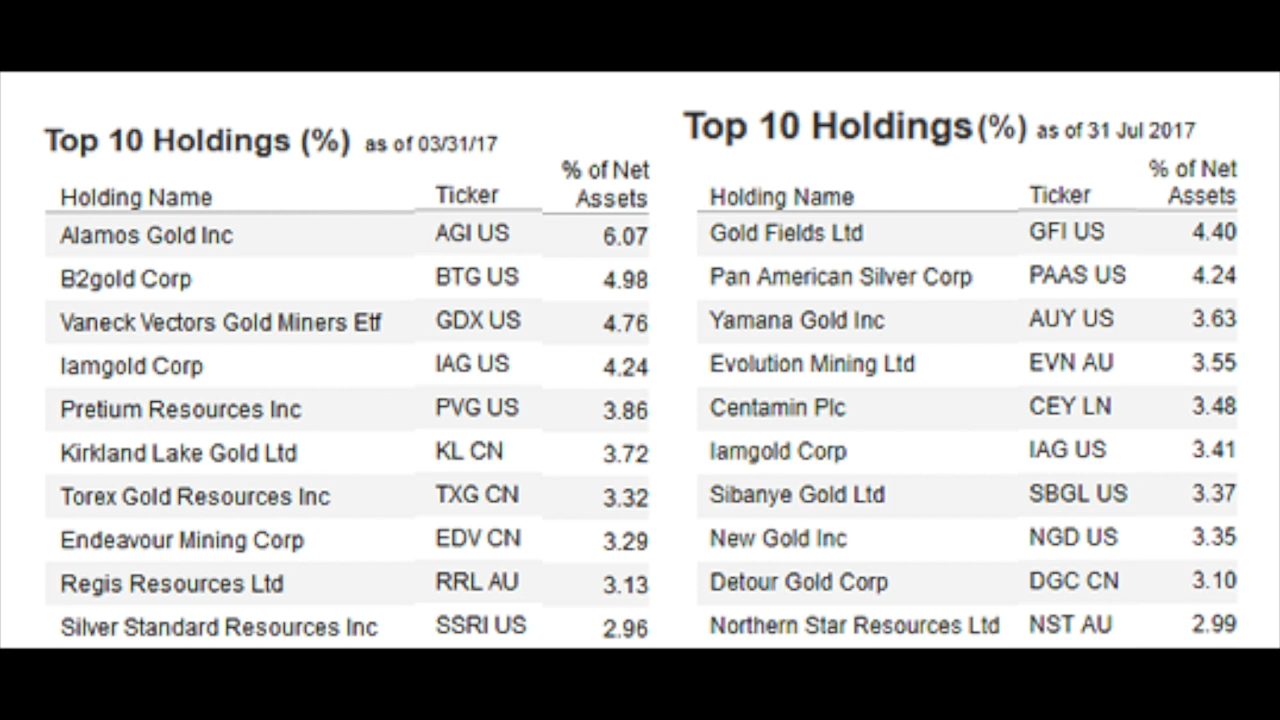 Top 10 Holdings (%) as of 03/31/17
Holding Name Ticker % of Net Assets
Alamos Gold Inc AGI US 6.07
B2gold Corp BTG US 4.98
Vaneck Vectors Gold Miners Etf GDX US 4.76
Iamgold Corp IAG US 4.24
Pretium Resources Inc PVG US 3.86
Kirkland Lake Gold Ltd KL CN 3.72
Torex Gold Resources Inc TXG CN 3.32
Endeavour Mining Corp EDV CN 3.29
Regis Resources Ltd RRL AU 3.13
Silver Standard Resources Inc SSRI US 2.96
Top 10 Holdings (%) as of 31 Jul 2017
Holding Name Ticker % of Net Assets
Gold Fields Ltd GFI US 4.40
Pan American Silver Corp PAAS US 4.24
Yamana Gold Inc AUY US 3.63
Evolution Mining Ltd EVN AU 3.55
Centamin Plc CEY LN 3.48
Iamgold Corp IAG US 3.41
Sibanye Gold Ltd SBGL US 3.37
New Gold Inc NGD US 3.35
Detour Gold Corp DGC CN 3.10
Northern Star Resources Ltd NST AU 2.99